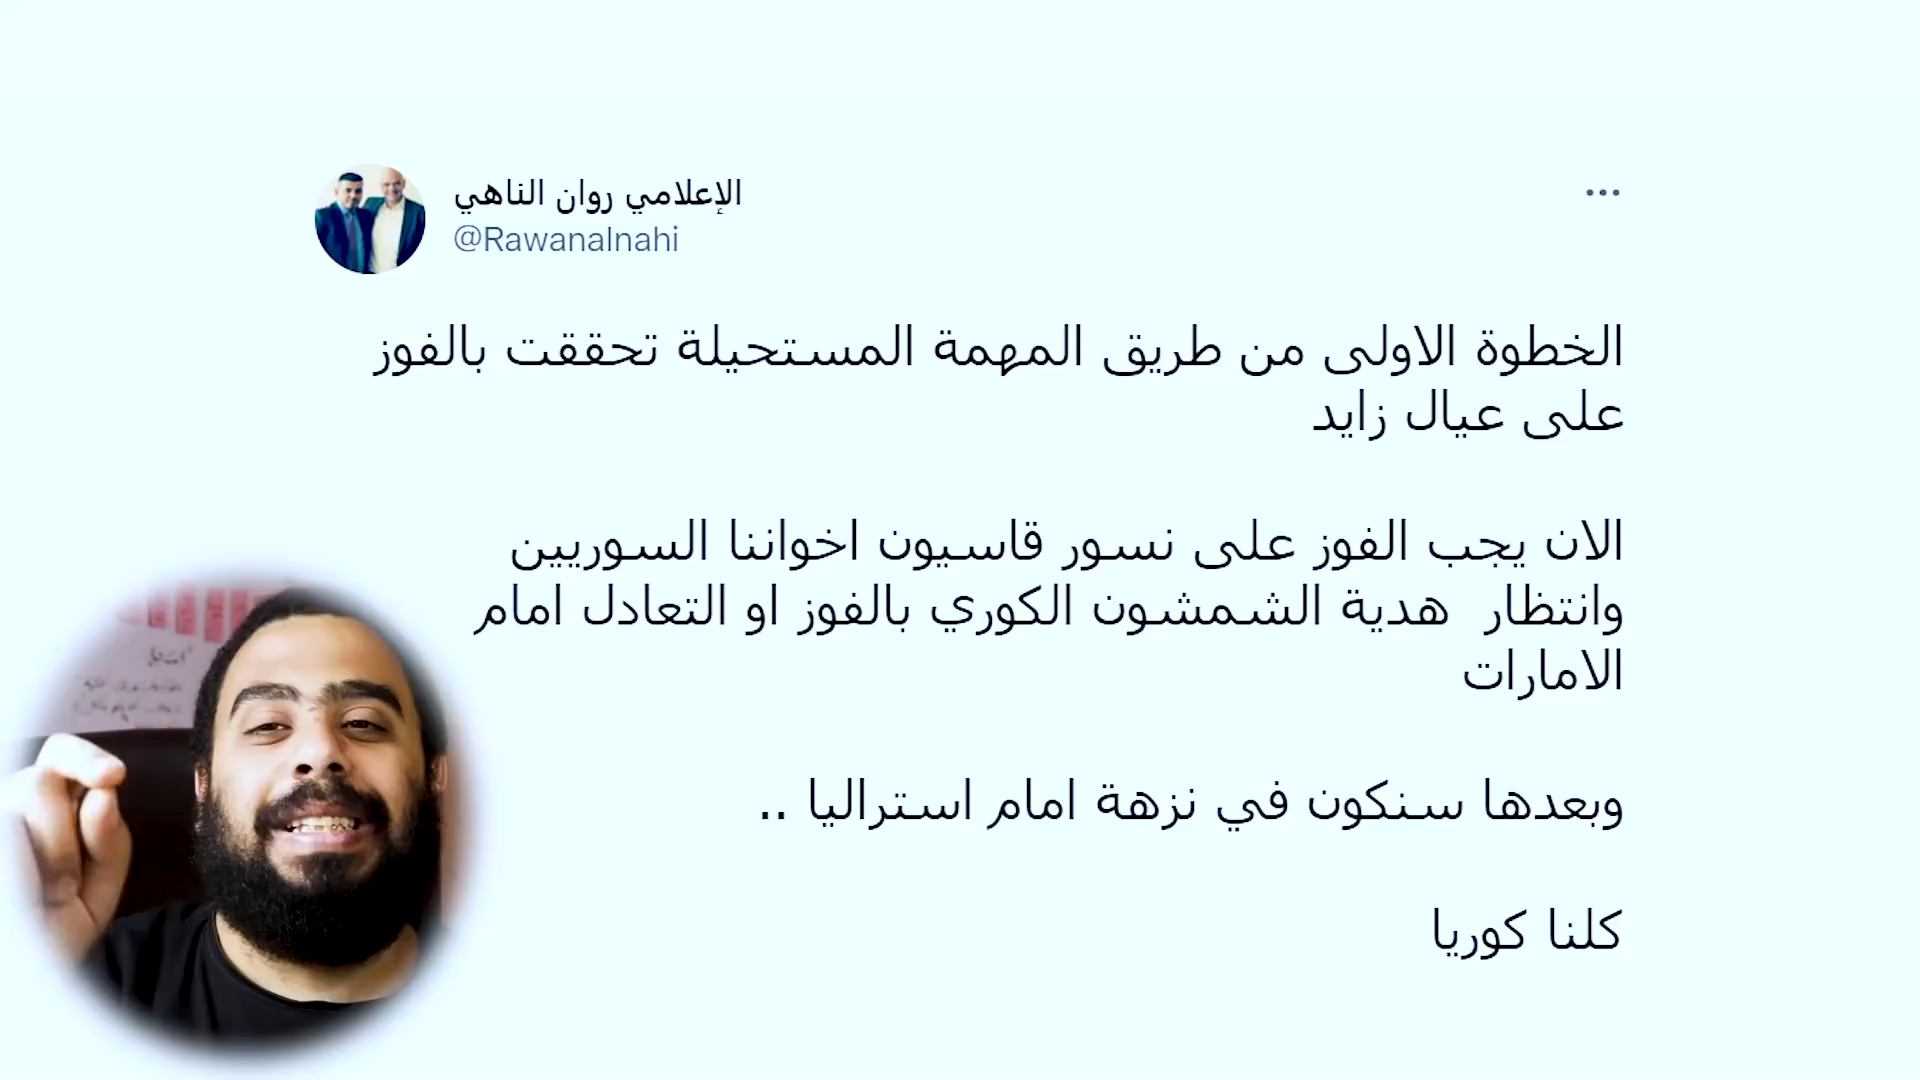 الإعلامي روان الناهي
@Rawanalnahi
الخطوة الاولى من طريق المهمة المستحيلة تحققت بالفوز
على عيال زايد
الان يجب الفوز على نسور قاسيون اخواننا السوريين
وانتظار هدية الشمشون الكوري بالفوز او التعادل امام
الامارات
وبعدها سنكون في نزهة امام استراليا ..
كلنا كوريا